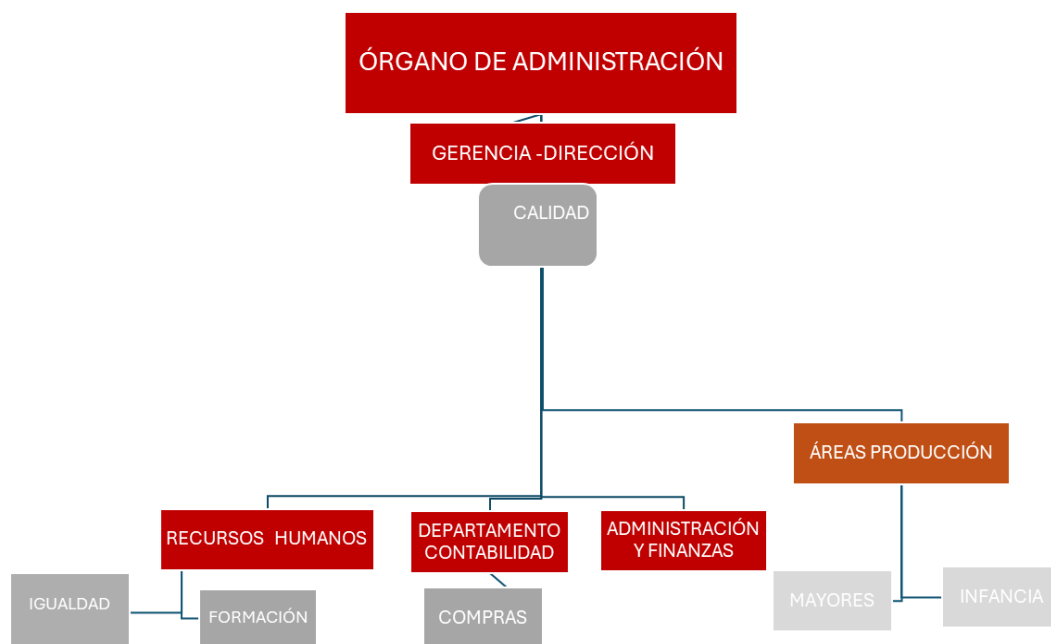 ÓRGANO DE ADMINISTRACIÓN
GERENCIA -DIRECCIÓN
CALIDAD
ÁREAS PRODUCCIÓN
RECURSOS HUMANOS
DEPARTAMENTO
CONTABILIDAD
ADMINISTRACIÓN
Y FINANZAS
IGUALDAD
FORMACIÓN
COMPRAS
MAYORES
INFANCIA